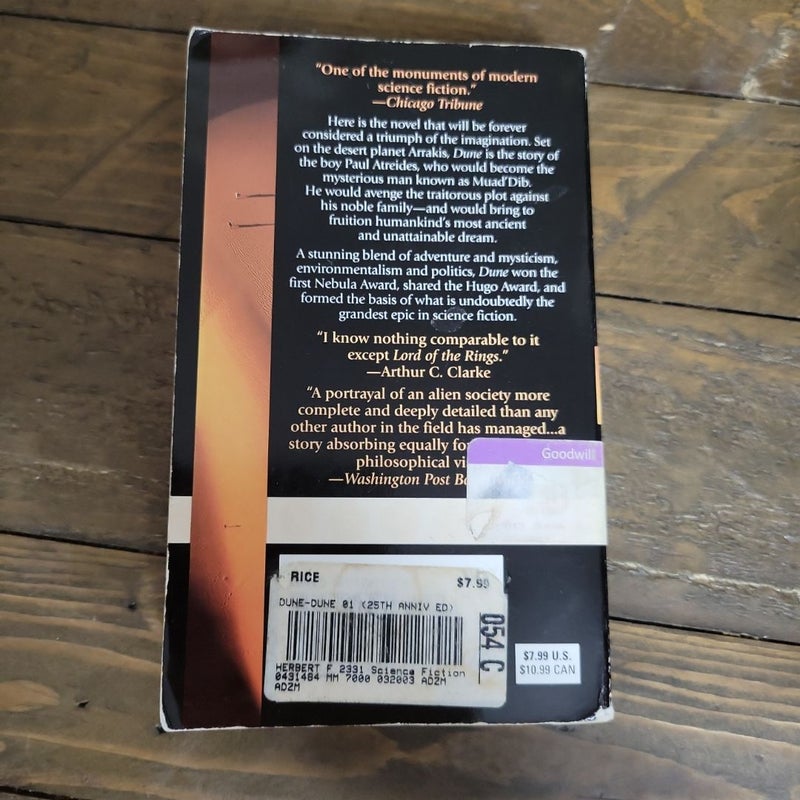 "One of the monuments of modern
science fiction."
—Chicago Tribune
Here is the novel that will be forever
considered a triumph of the imagination. Set
on the desert planet Arrakis, Dune is the story of
the boy Paul Atreides, who would become the
mysterious man known as Muad'Dib.
He would avenge the traitorous plot against
his noble family—and would bring to
fruition humankind's most ancient
and unattainable dream.
A stunning blend of adventure and mysticism,
environmentalism and politics, Dune won the
first Nebula Award, shared the Hugo Award, and
formed the basis of what is undoubtedly the
grandest epic in science fiction.
"I know nothing comparable to it
except Lord of the Rings."
—Arthur C. Clarke
"A portrayal of an alien society more
complete and deeply detailed than any
other author in the field has managed...a
story absorbing equally for
philosophical
—Washington Post
Goodwill
RICE $7.99
DUNE-DUNE 01 (25TH ANNIV ED)
054 C
HERBERT F 2331 Science Fiction
0431484 MM 7000 032003 ADZM
ADZM
$7.99 U.S.
$10.99 CAN